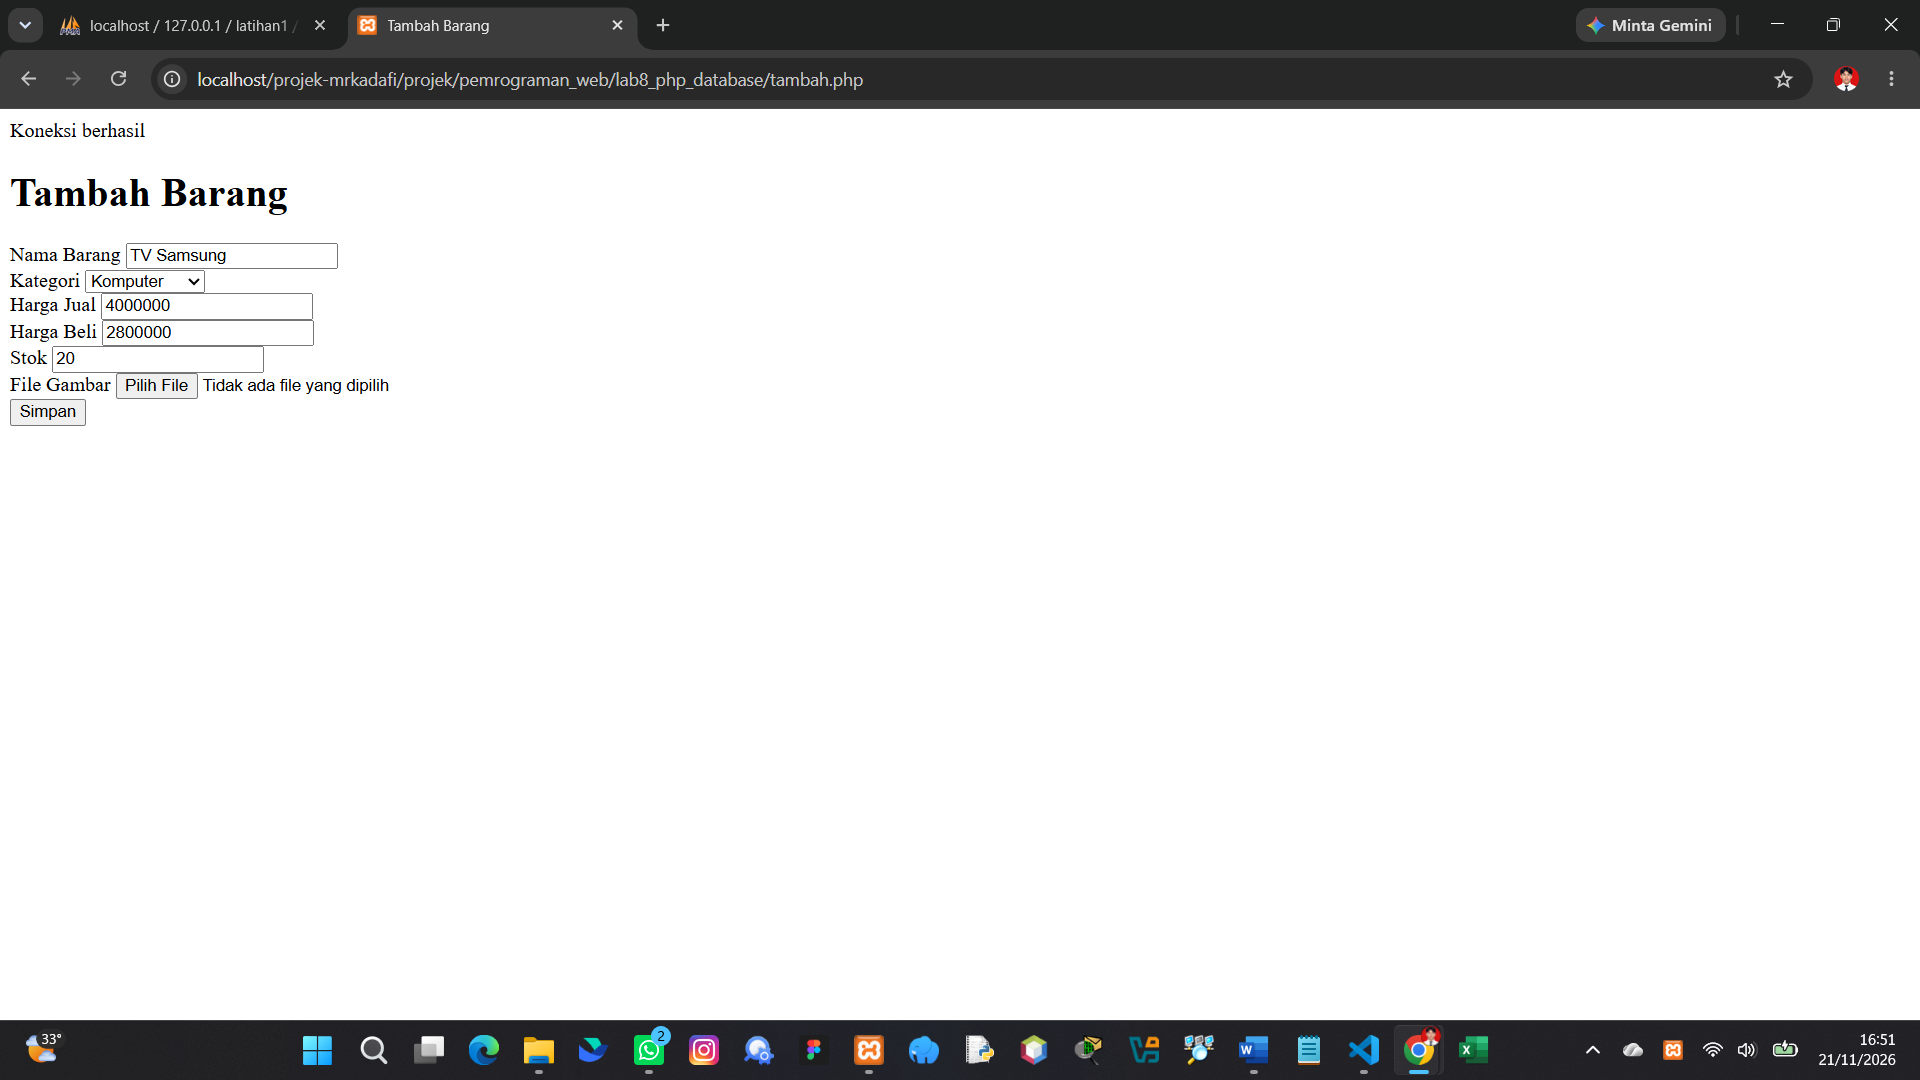 localhost / 127.0.0.1 / latihan1 /
Tambah Barang
Minta Gemini
localhost/projek-mrkadafi/projek/pemrograman_web/lab8_php_database/tambah.php
Koneksi berhasil
Tambah Barang
Nama Barang TV Samsung
Kategori Komputer
Harga Jual 4000000
Harga Beli 2800000
Stok 20
File Gambar Pilih File Tidak ada file yang dipilih
Simpan
33°
2
16:51
21/11/2026